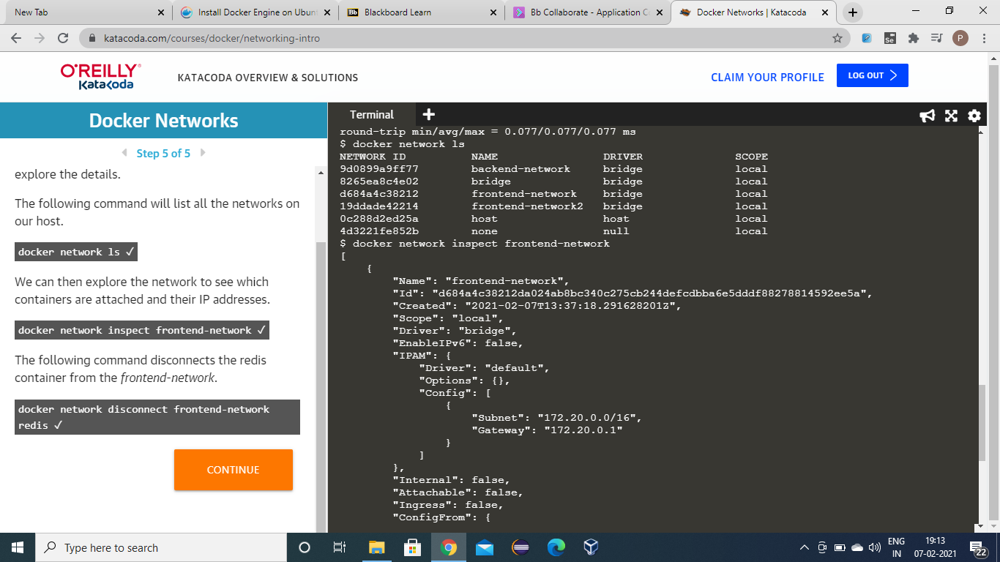 New Tab
Install Docker Engine on Ubunt
Bb Blackboard Learn
Bb Collaborate - Application C
Docker Networks | Katacoda
katacoda.com/courses/docker/networking-intro
Se
P
O'REILLY®
KataKoda
KATACODA OVERVIEW & SOLUTIONS
CLAIM YOUR PROFILE
LOG OUT
Docker Networks
Step 5 of 5
explore the details.
The following command will list all the networks on
our host.
docker network ls ✓
We can then explore the network to see which
containers are attached and their IP addresses.
docker network inspect frontend-network ✓
The following command disconnects the redis
container from the frontend-network.
docker network disconnect frontend-network
redis ✓
CONTINUE
Terminal
round-trip min/avg/max = 0.077/0.077/0.077 ms
$ docker network ls
NETWORK ID NAME DRIVER SCOPE
9d0899a9ff77 backend-network bridge local
8265ea8c4e02 bridge bridge local
d684a4c38212 frontend-network bridge local
19ddade42214 frontend-network2 bridge local
0c288d2ed25a host host local
4d3221fe852b none null local
$ docker network inspect frontend-network
[
{
"Name": "frontend-network",
"Id": "d684a4c38212da024ab8bc340c275cb244defcdbba6e5dddf88278814592ee5a",
"Created": "2021-02-07T13:37:18.291628201Z",
"Scope": "local",
"Driver": "bridge",
"EnableIPv6": false,
"IPAM": {
"Driver": "default",
"Options": {},
"Config": [
{
"Subnet": "172.20.0.0/16",
"Gateway": "172.20.0.1"
}
]
},
"Internal": false,
"Attachable": false,
"Ingress": false,
"ConfigFrom": {
Type here to search
ENG
IN
19:13
07-02-2021
22